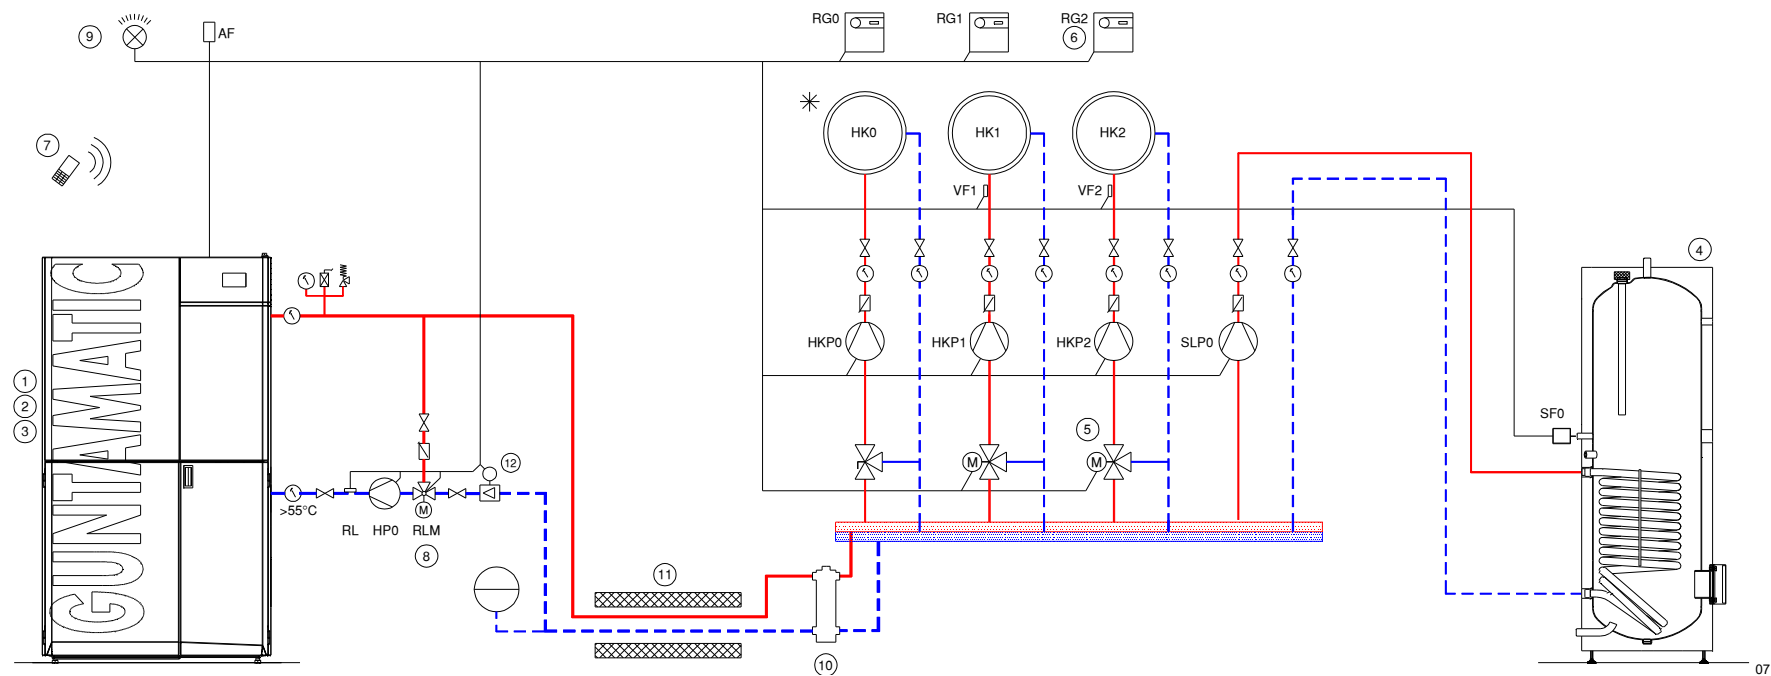 9
AF
RG0
RG1
RG2
6
7
HK0
HK1
HK2
VF1
VF2
4
GUNTAMATIC
HKP0
HKP1
HKP2
SLP0
1
2
3
SF0
5
M
M
12
>55°C
M
RL
HP0
RLM
8
11
10
07